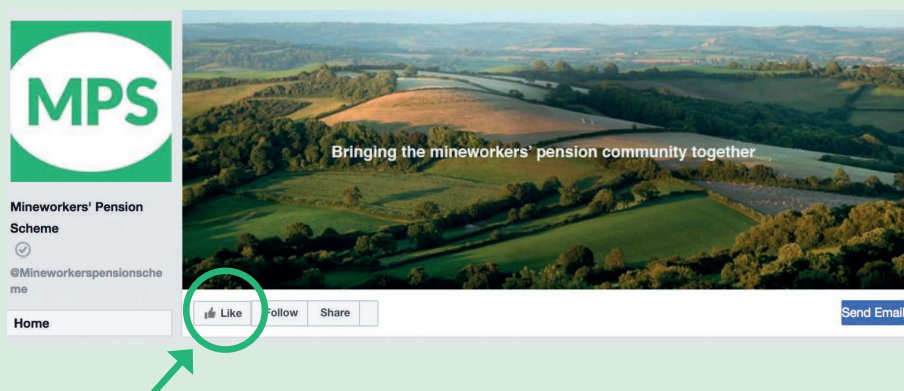 MPS
Bringing the mineworkers' pension community together
Mineworkers' Pension
Scheme
@Mineworkerspensionsche
me
Home
Like
Follow
Share
Send Email